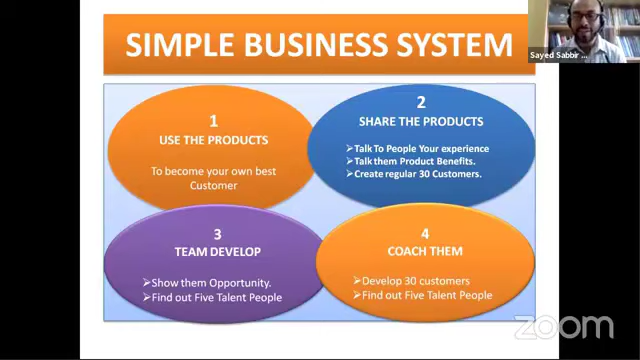 SIMPLE BUSINESS SYSTEM
Sayed Sabbir ...
1
USE THE PRODUCTS
To become your own best
Customer
2
SHARE THE PRODUCTS
➢Talk To People Your experience
➢Talk them Product Benefits.
➢Create regular 30 Customers.
3
TEAM DEVELOP
➢Show them Opportunity.
➢Find out Five Talent People
4
COACH THEM
➢Develop 30 customers
➢Find out Five Talent People
zoom